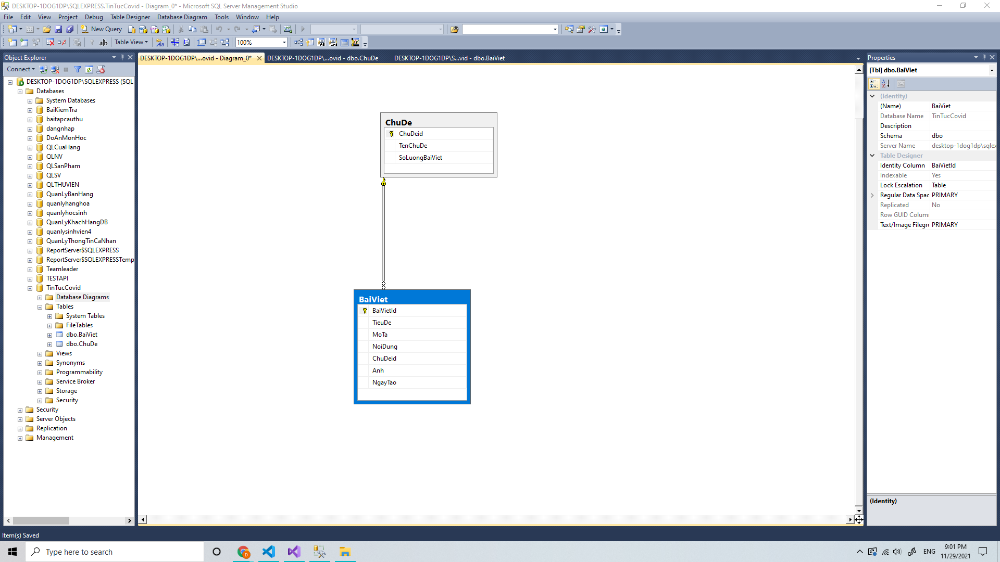 DESKTOP-1DOG1DP\SQLEXPRESS.TinTucCovid - Diagram_0* - Microsoft SQL Server Management Studio
File Edit View Project Debug Table Designer Database Diagram Tools Window Help
New Query
Table View
100%
Object Explorer
Connect
DESKTOP-1DOG1DP\SQLEXPRESS (SQL
Databases
System Databases
BaiKiemTra
baitapcauthu
dangnhap
DoAnMonHoc
QLCuaHang
QLNV
QLSanPham
QLSV
QLTHUVIEN
QuanLyBanHang
quanlyhanghoa
quanlyhocsinh
QuanLyKhachHangDB
quanlysinhvien4
QuanLyThongTinCaNhan
ReportServer$SQLEXPRESS
ReportServer$SQLEXPRESSTemp
Teamleader
TESTAPI
TinTucCovid
Database Diagrams
Tables
System Tables
FileTables
dbo.BaiViet
dbo.ChuDe
Views
Synonyms
Programmability
Service Broker
Storage
Security
Security
Server Objects
Replication
Management
DESKTOP-1DOG1DP\...ovid - Diagram_0* DESKTOP-1DOG1DP\...ovid - dbo.ChuDe DESKTOP-1DOG1DP\S...vid - dbo.BaiViet
ChuDe
ChuDeid
TenChuDe
SoLuongBaiViet
BaiViet
BaiVietId
TieuDe
MoTa
NoiDung
ChuDeid
Anh
NgayTao
Properties
[Tbl] dbo.BaiViet
(Identity)
(Name) BaiViet
Database Name TinTucCovid
Description
Schema dbo
Server Name desktop-1dog1dp\sqlex
Table Designer
Identity Column BaiVietId
Indexable Yes
Lock Escalation Table
Regular Data Spac PRIMARY
Replicated No
Row GUID Colum
Text/Image Filegr PRIMARY
(Identity)
Item(s) Saved
Type here to search
ENG
9:01 PM
11/29/2021